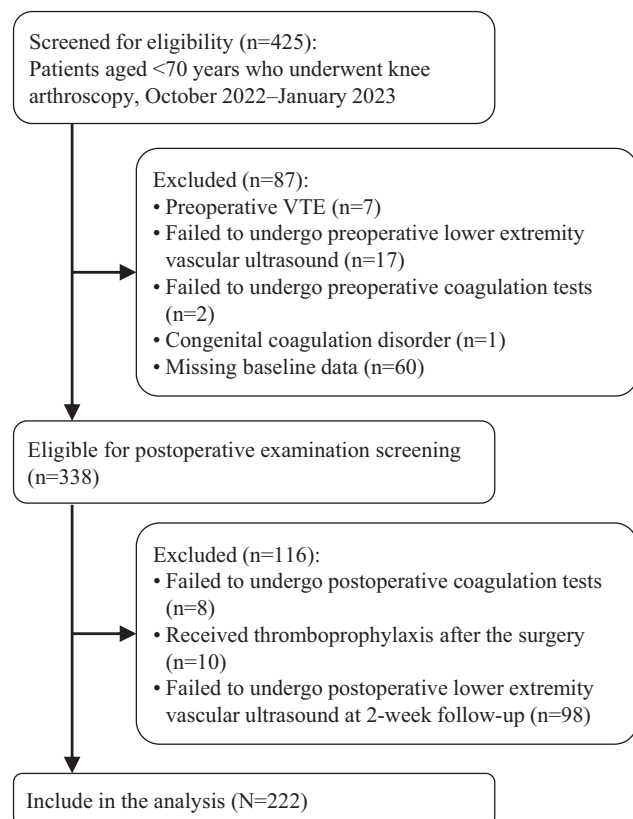 Screened for eligibility (n=425):
Patients aged <70 years who underwent knee
arthroscopy, October 2022–January 2023
Excluded (n=87):
• Preoperative VTE (n=7)
• Failed to undergo preoperative lower extremity
vascular ultrasound (n=17)
• Failed to undergo preoperative coagulation tests
(n=2)
• Congenital coagulation disorder (n=1)
• Missing baseline data (n=60)
Eligible for postoperative examination screening
(n=338)
Excluded (n=116):
• Failed to undergo postoperative coagulation tests
(n=8)
• Received thromboprophylaxis after the surgery
(n=10)
• Failed to undergo postoperative lower extremity
vascular ultrasound at 2-week follow-up (n=98)
Include in the analysis (N=222)